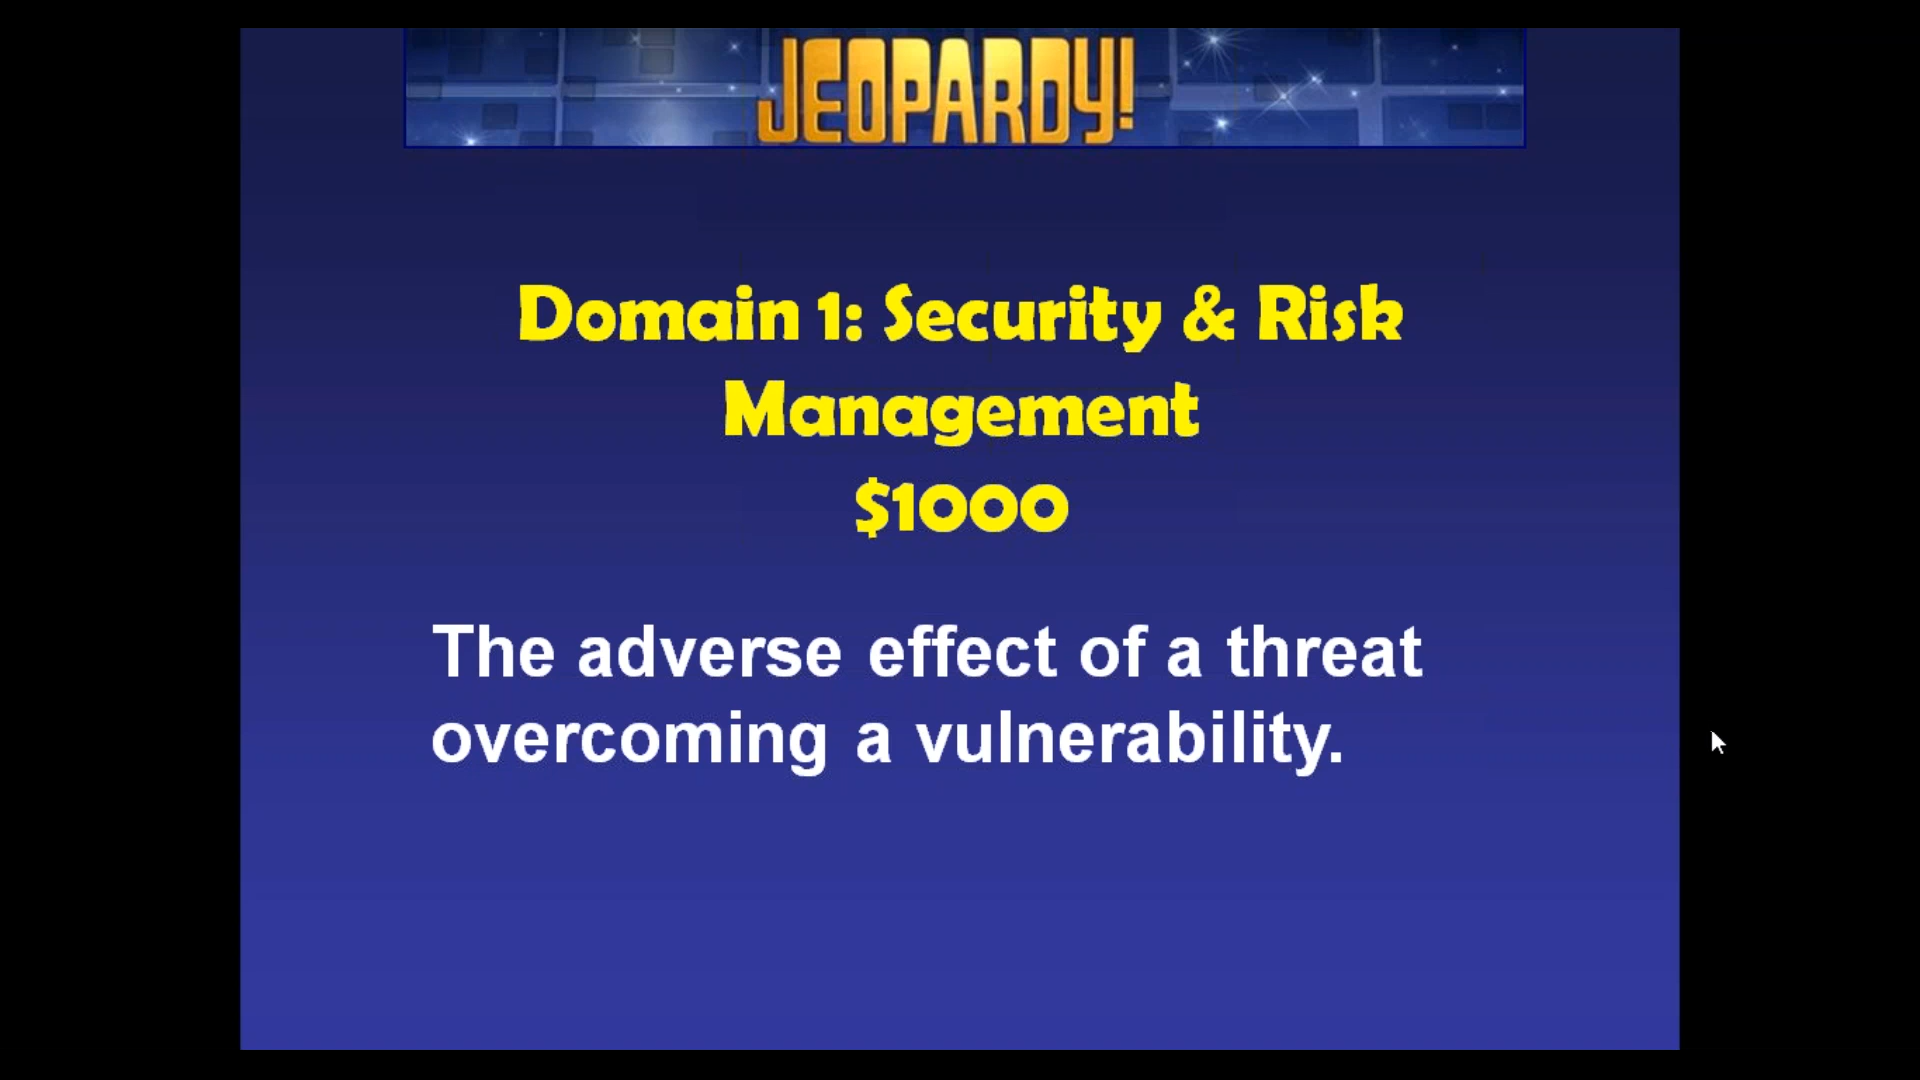 JEOPARDY!
Domain 1: Security & Risk
Management
$1000
The adverse effect of a threat
overcoming a vulnerability.